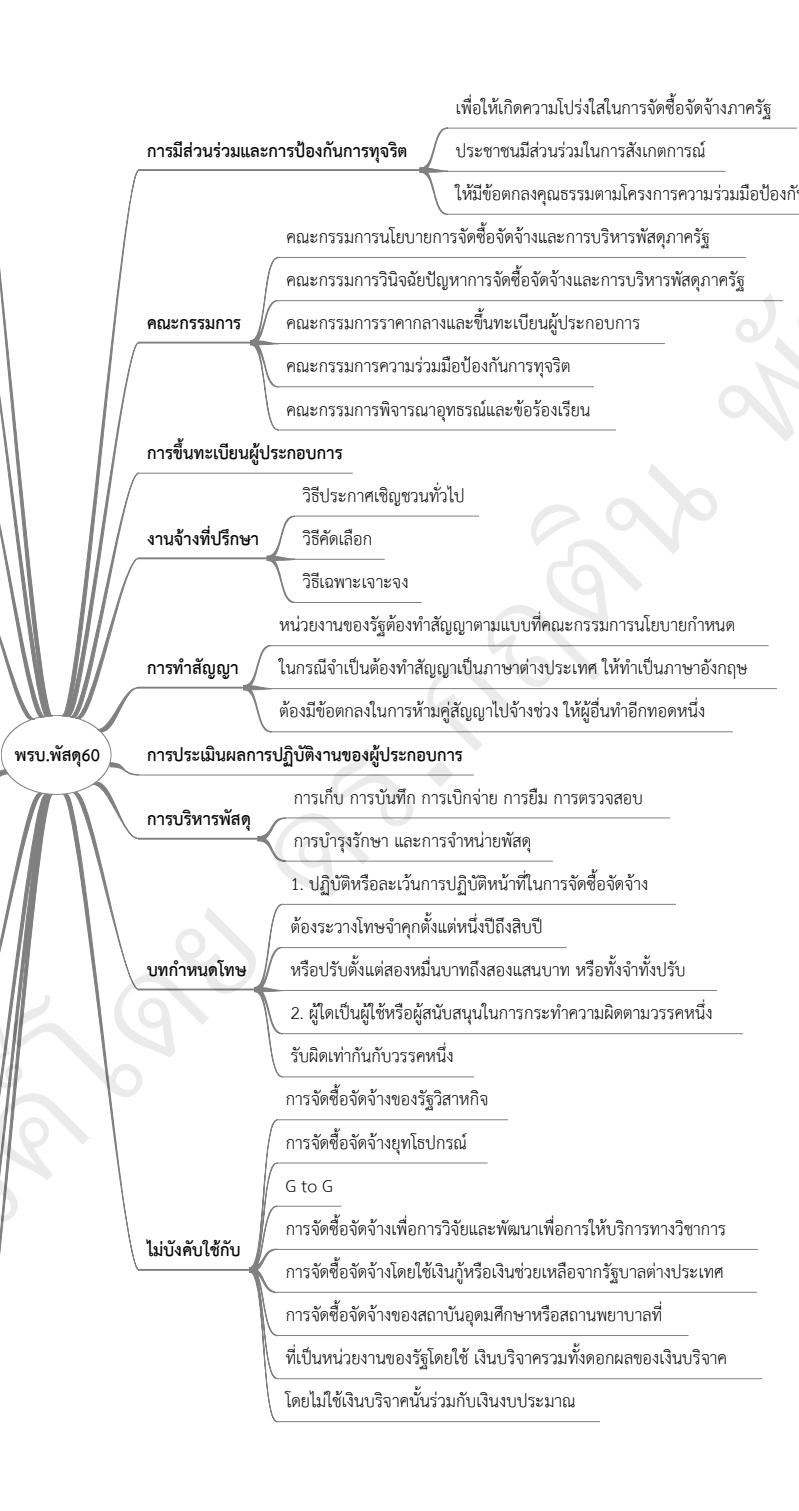 เพื่อให้เกิดความโปร่งใสในการจัดซื้อจัดจ้างภาครัฐ
การมีส่วนร่วมและการป้องกันการทุจริต
ประชาชนมีส่วนร่วมในการสังเกตการณ์
ให้มีข้อตกลงคุณธรรมตามโครงการความร่วมมือป้องกัน
คณะกรรมการนโยบายการจัดซื้อจัดจ้างและการบริหารพัสดุภาครัฐ
คณะกรรมการวินิจฉัยปัญหาการจัดซื้อจัดจ้างและการบริหารพัสดุภาครัฐ
คณะกรรมการ
คณะกรรมการราคากลางและขึ้นทะเบียนผู้ประกอบการ
คณะกรรมการความร่วมมือป้องกันการทุจริต
คณะกรรมการพิจารณาอุทธรณ์และข้อร้องเรียน
การขึ้นทะเบียนผู้ประกอบการ
วิธีประกาศเชิญชวนทั่วไป
งานจ้างที่ปรึกษา
วิธีคัดเลือก
วิธีเฉพาะเจาะจง
หน่วยงานของรัฐต้องทำสัญญาตามแบบที่คณะกรรมการนโยบายกำหนด
การทำสัญญา
ในกรณีจำเป็นต้องทำสัญญาเป็นภาษาต่างประเทศ ให้ทำเป็นภาษาอังกฤษ
ต้องมีข้อตกลงในการห้ามคู่สัญญาไปจ้างช่วง ให้ผู้อื่นทำอีกทอดหนึ่ง
พรบ.พัสดุ60
การประเมินผลการปฏิบัติงานของผู้ประกอบการ
การบริหารพัสดุ
การเก็บ การบันทึก การเบิกจ่าย การยืม การตรวจสอบ
การบำรุงรักษา และการจำหน่ายพัสดุ
1. ปฏิบัติหรือละเว้นการปฏิบัติหน้าที่ในการจัดซื้อจัดจ้าง
ต้องระวางโทษจำคุกตั้งแต่หนึ่งปีถึงสิบปี
บทกำหนดโทษ
หรือปรับตั้งแต่สองหมื่นบาทถึงสองแสนบาท หรือทั้งจำทั้งปรับ
2. ผู้ใดเป็นผู้ใช้หรือผู้สนับสนุนในการกระทำความผิดตามวรรคหนึ่ง
รับผิดเท่ากันกับวรรคหนึ่ง
การจัดซื้อจัดจ้างของรัฐวิสาหกิจ
การจัดซื้อจัดจ้างยุทโธปกรณ์
G to G
การจัดซื้อจัดจ้างเพื่อการวิจัยและพัฒนาเพื่อการให้บริการทางวิชาการ
ไม่บังคับใช้กับ
การจัดซื้อจัดจ้างโดยใช้เงินกู้หรือเงินช่วยเหลือจากรัฐบาลต่างประเทศ
การจัดซื้อจัดจ้างของสถาบันอุดมศึกษาหรือสถานพยาบาลที่
ที่เป็นหน่วยงานของรัฐโดยใช้ เงินบริจาครวมทั้งดอกผลของเงินบริจาค
โดยไม่ใช้เงินบริจาคนั้นร่วมกับเงินงบประมาณ